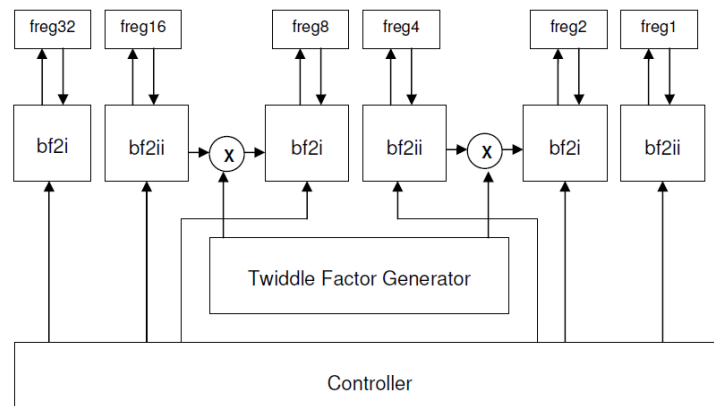 freg32
freg16
freg8
freg4
freg2
freg1
bf2i
bf2ii
X
bf2i
bf2ii
X
bf2i
bf2ii
Twiddle Factor Generator
Controller